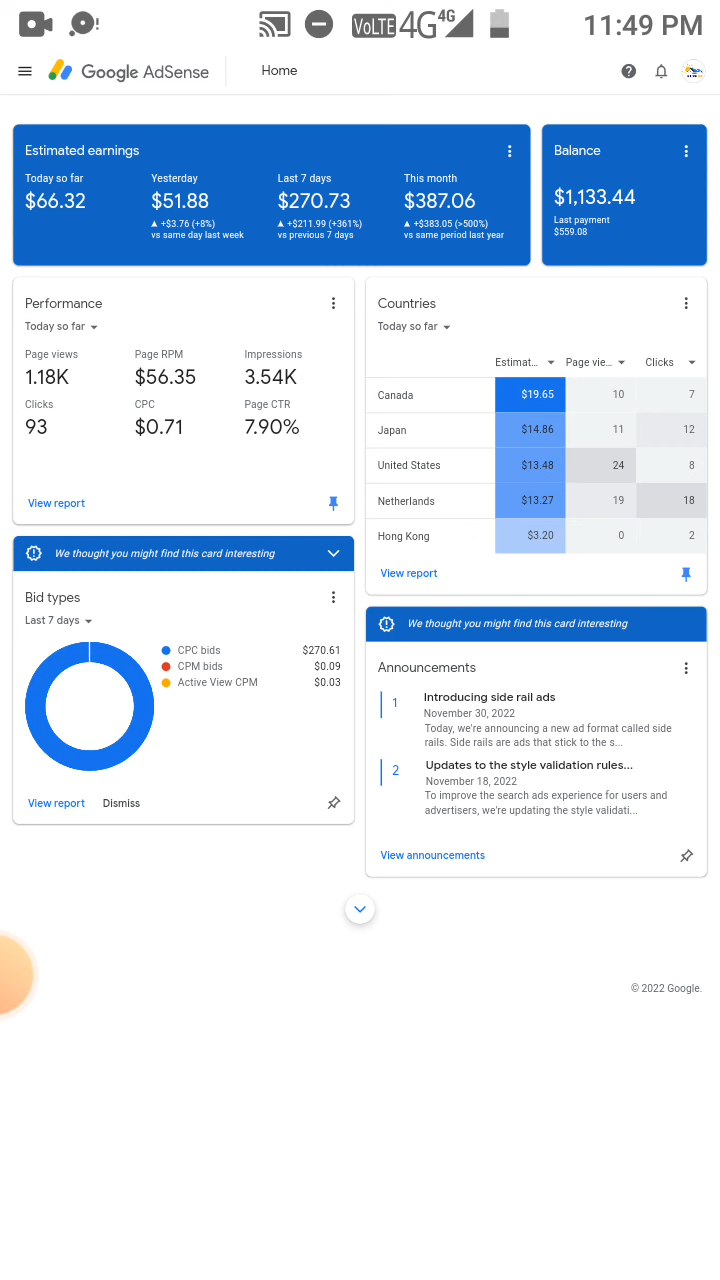 VoLTE 4G 4G 11:49 PM
Google AdSense Home
Estimated earnings
Today so far Yesterday Last 7 days This month
$66.32 $51.88 $270.73 $387.06
+$3.76 (+8%) +$211.99 (+361%) +$383.05 (>500%)
vs same day last week vs previous 7 days vs same period last year
Balance
$1,133.44
Last payment
$559.08
Performance
Today so far
Page views Page RPM Impressions
1.18K $56.35 3.54K
Clicks CPC Page CTR
93 $0.71 7.90%
View report
Countries
Today so far
Estimat... Page vie... Clicks
Canada $19.65 10 7
Japan $14.86 11 12
United States $13.48 24 8
Netherlands $13.27 19 18
Hong Kong $3.20 0 2
View report
We thought you might find this card interesting
Bid types
Last 7 days
CPC bids $270.61
CPM bids $0.09
Active View CPM $0.03
View report Dismiss
We thought you might find this card interesting
Announcements
1 Introducing side rail ads
November 30, 2022
Today, we're announcing a new ad format called side
rails. Side rails are ads that stick to the s...
2 Updates to the style validation rules...
November 18, 2022
To improve the search ads experience for users and
advertisers, we're updating the style validati...
View announcements
© 2022 Google.